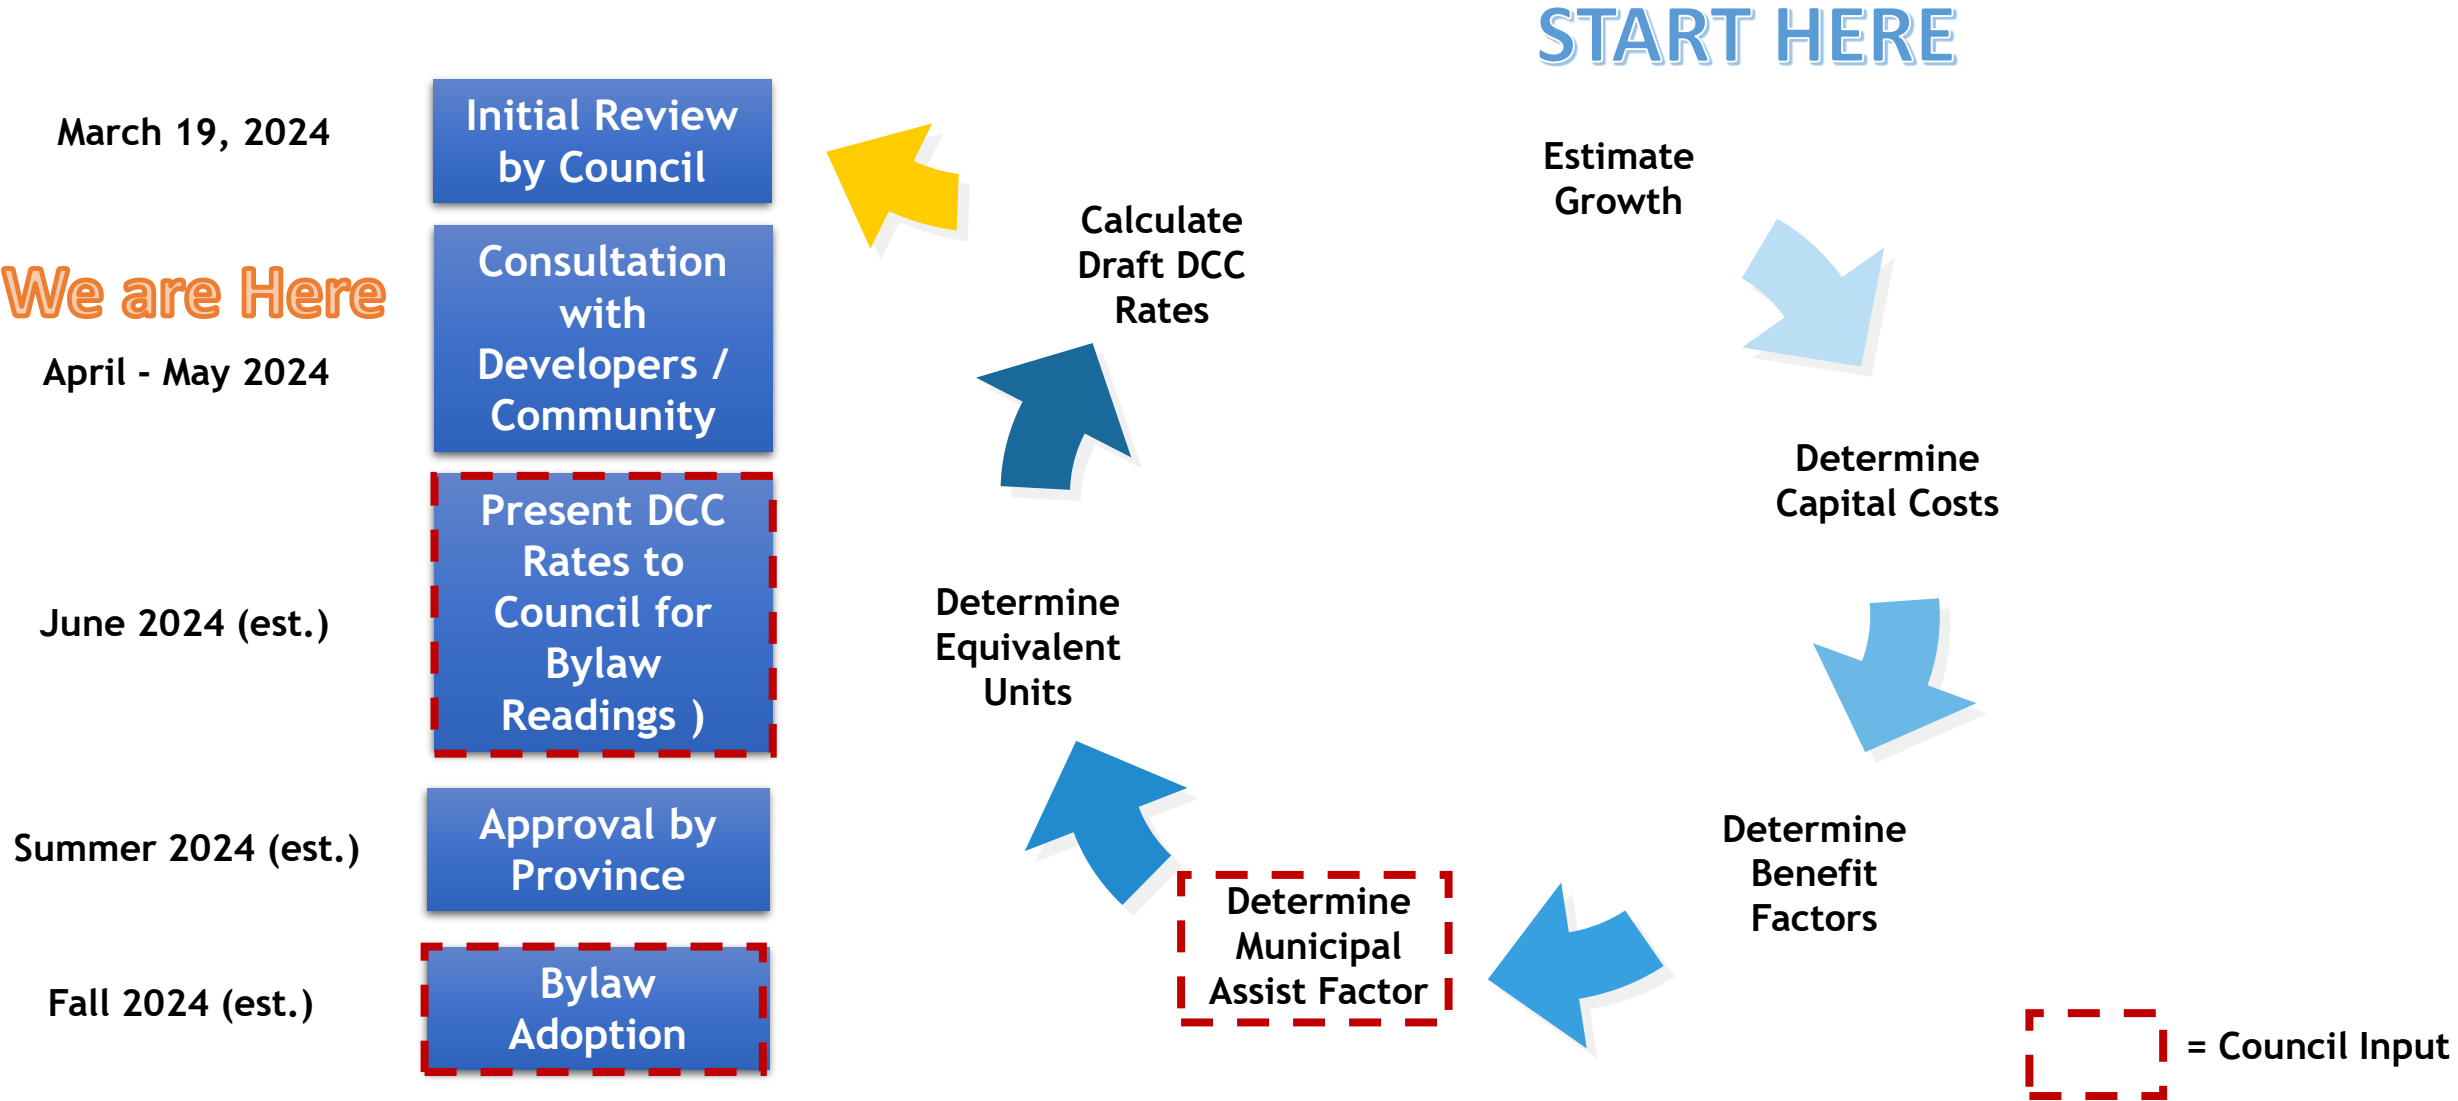 START HERE
March 19, 2024
Initial Review
by Council
We are Here
April - May 2024
Consultation
with
Developers /
Community
June 2024 (est.)
Present DCC
Rates to
Council for
Bylaw
Readings )
Summer 2024 (est.)
Approval by
Province
Fall 2024 (est.)
Bylaw
Adoption
Estimate
Growth
Determine
Capital Costs
Determine
Benefit
Factors
Determine
Municipal
Assist Factor
Determine
Equivalent
Units
Calculate
Draft DCC
Rates
= Council Input